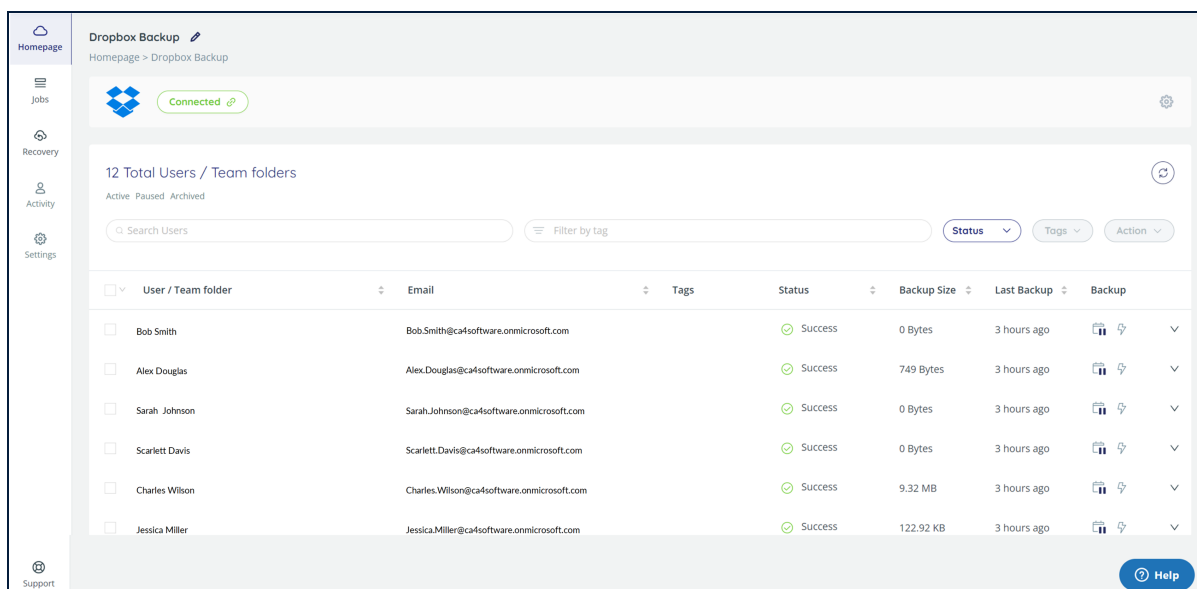 Homepage
Jobs
Recovery
Activity
Settings
Support
Dropbox Backup
Homepage > Dropbox Backup
Connected
12 Total Users / Team folders
Active Paused Archived
Search Users Filter by tag Status Tags Action
User / Team folder Email Tags Status Backup Size Last Backup Backup
Bob Smith Bob.Smith@ca4software.onmicrosoft.com Success 0 Bytes 3 hours ago
Alex Douglas Alex.Douglas@ca4software.onmicrosoft.com Success 749 Bytes 3 hours ago
Sarah Johnson Sarah.Johnson@ca4software.onmicrosoft.com Success 0 Bytes 3 hours ago
Scarlett Davis Scarlett.Davis@ca4software.onmicrosoft.com Success 0 Bytes 3 hours ago
Charles Wilson Charles.Wilson@ca4software.onmicrosoft.com Success 9.32 MB 3 hours ago
Jessica Miller Jessica.Miller@ca4software.onmicrosoft.com Success 122.92 KB 3 hours ago
Help